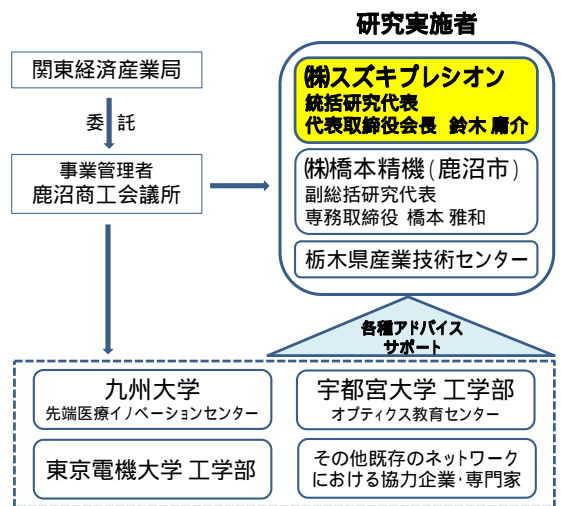 研究実施者
関東経済産業局
委託
事業管理者
鹿沼商工会議所
㈱スズキプレシオン
統括研究代表
代表取締役会長 鈴木 庸介
㈱橋本精機(鹿沼市)
副総括研究代表
専務取締役 橋本 雅和
栃木県産業技術センター
各種アドバイス
サポート
九州大学
先端医療イノベーションセンター
宇都宮大学 工学部
オプティクス教育センター
東京電機大学 工学部
その他既存のネットワーク
における協力企業・専門家